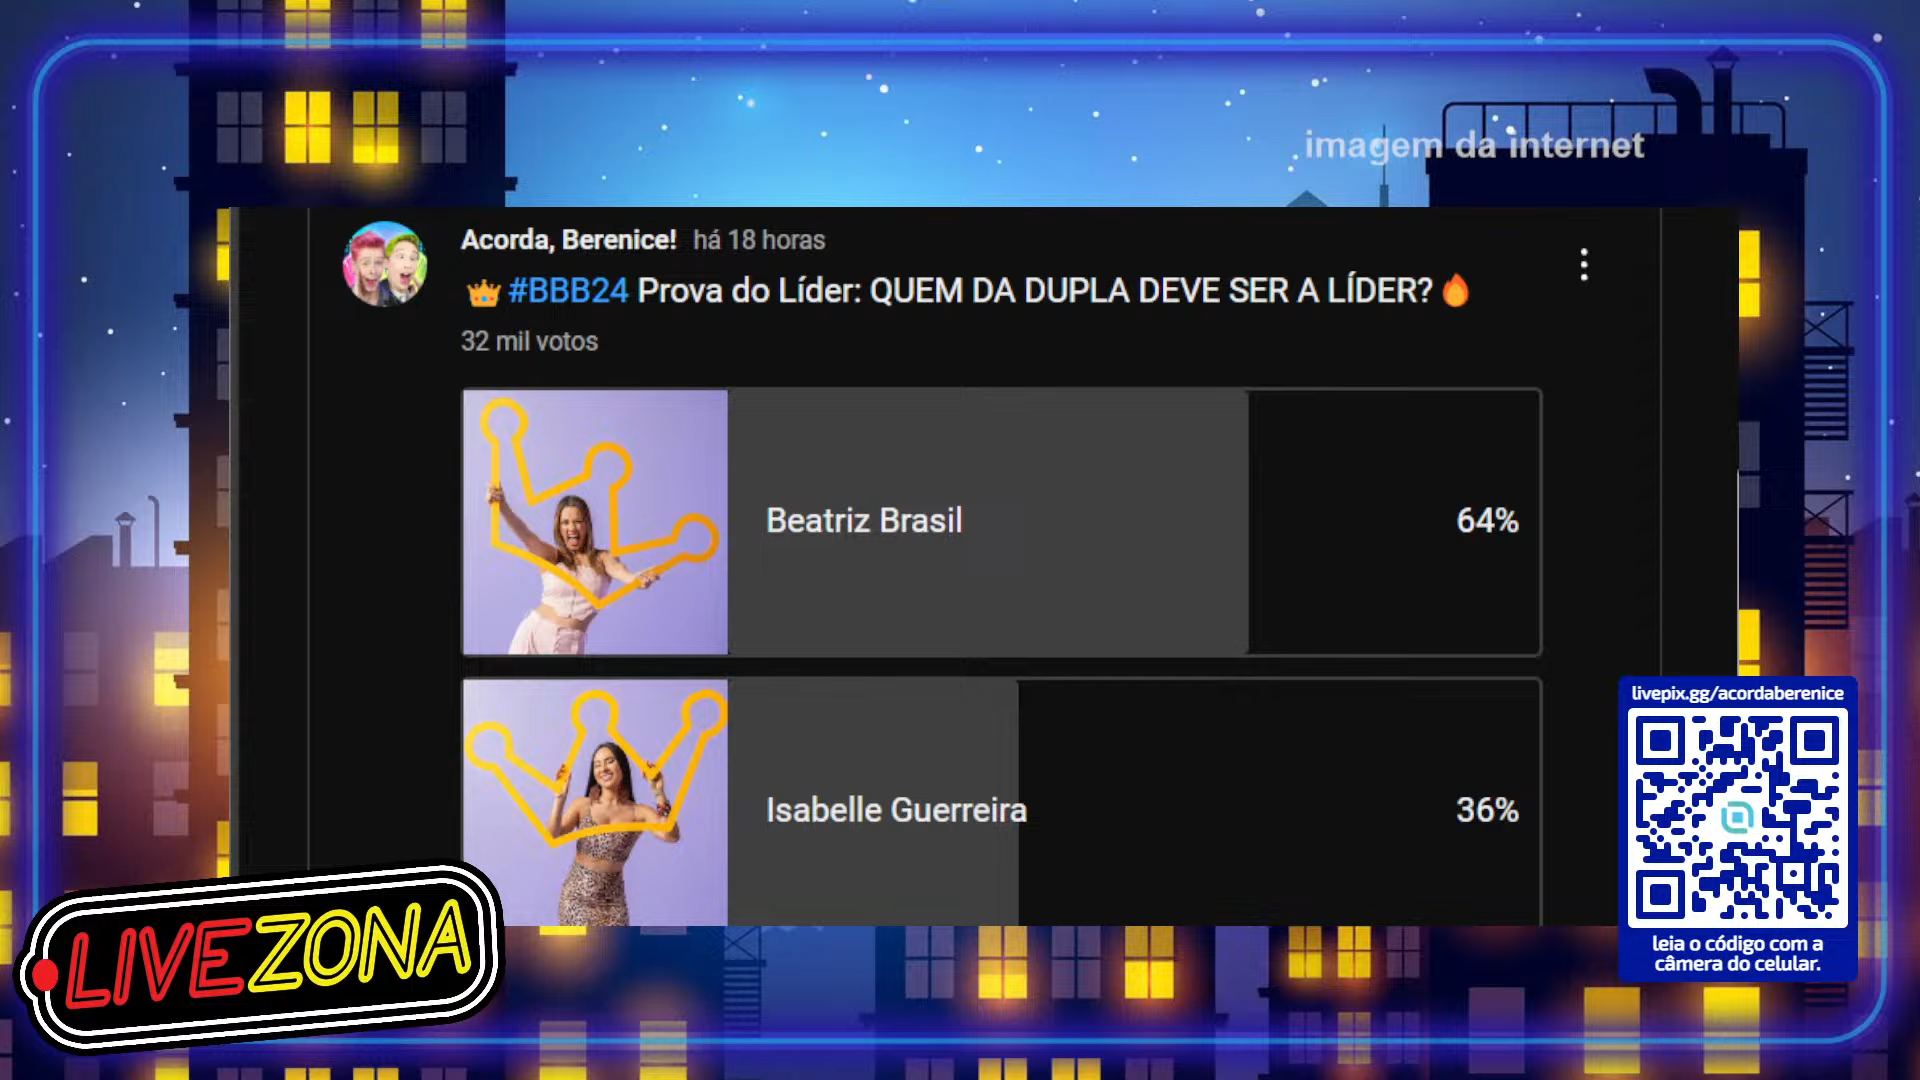 imagem da internet
Acorda, Berenice! há 18 horas
#BBB24 Prova do Líder: QUEM DA DUPLA DEVE SER A LÍDER?
32 mil votos
Beatriz Brasil 64%
Isabelle Guerreira 36%
livepix.gg/acordaberenice
leia o código com a
câmera do celular.
LIVEZONA